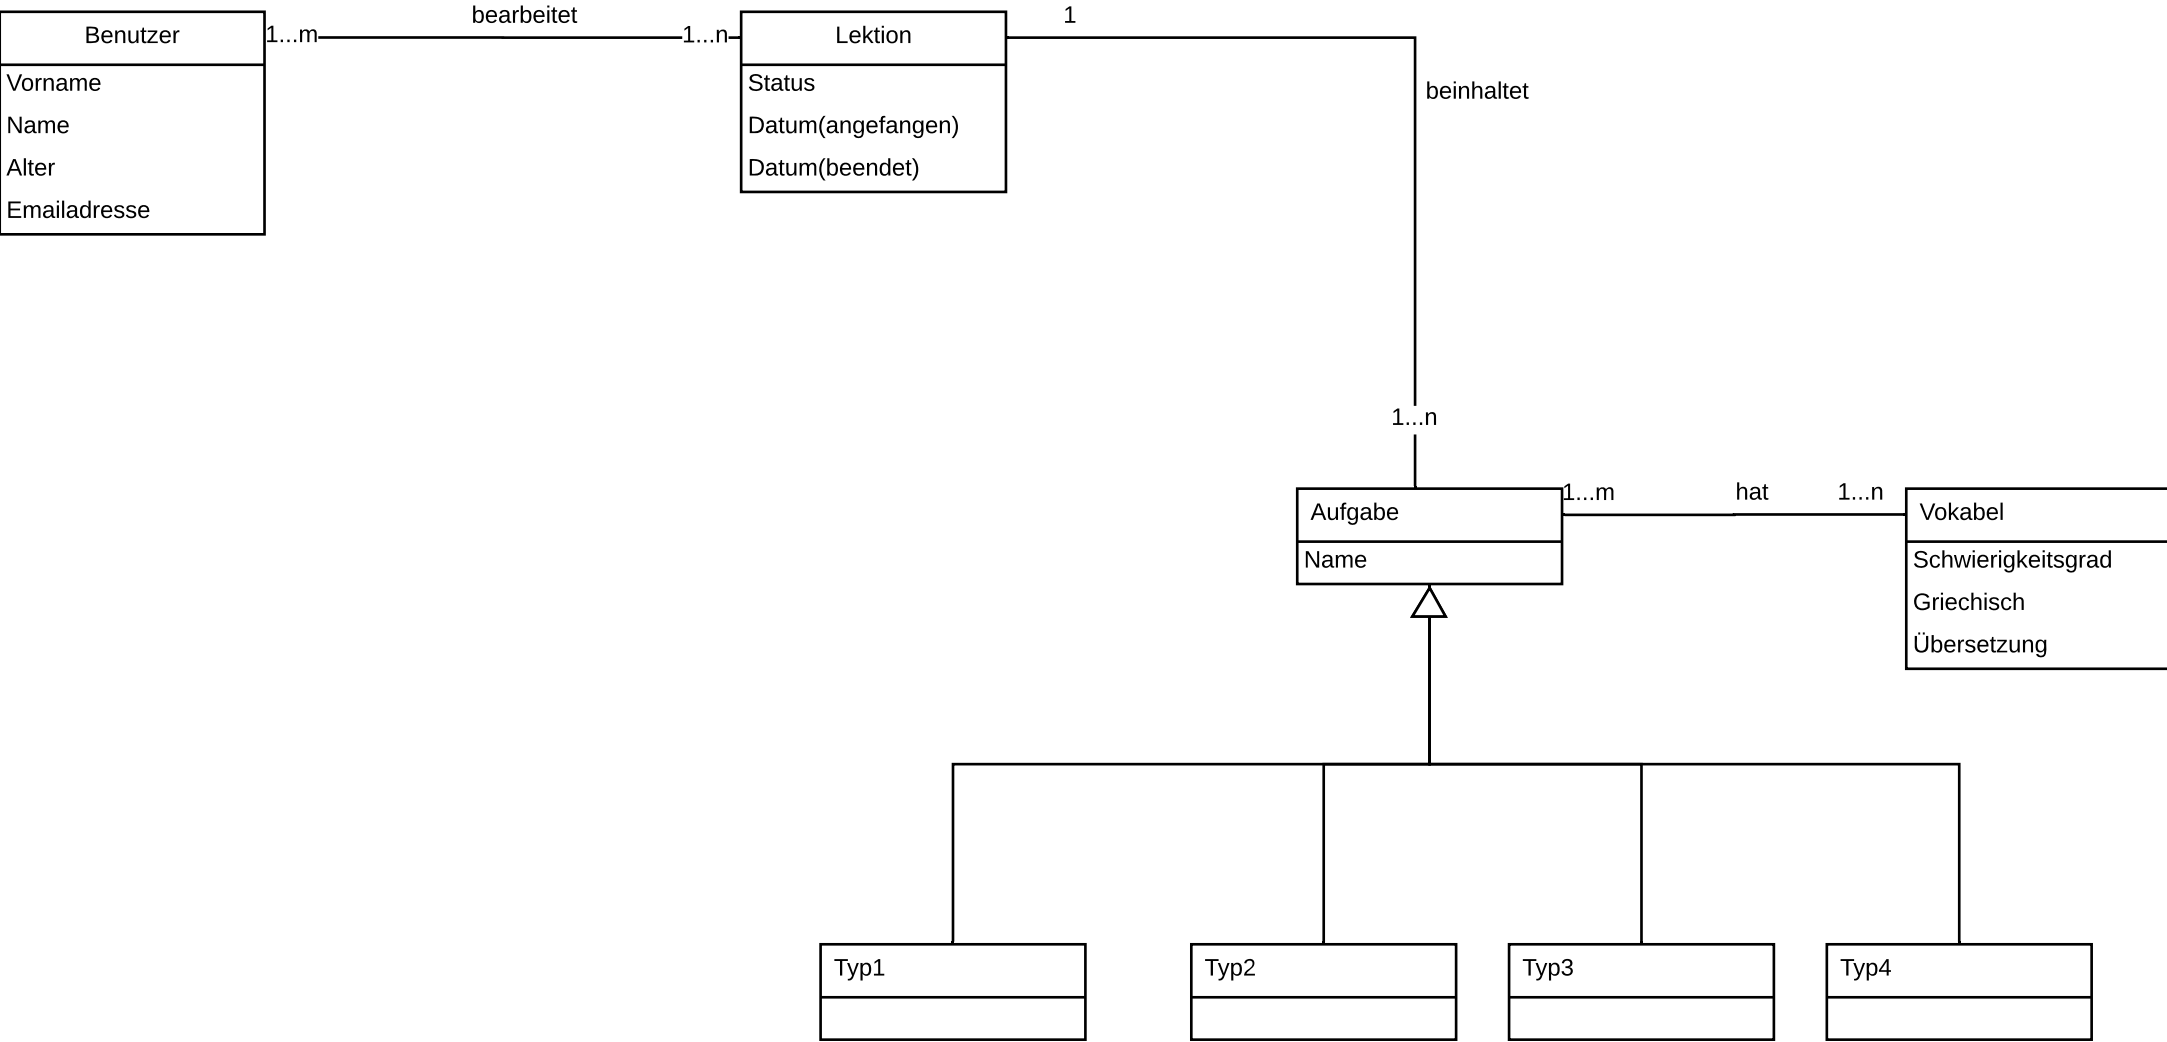 bearbeitet
1
Benutzer
1...m
1...n
Lektion
Vorname
Name
Alter
Emailadresse
Status
Datum(angefangen)
Datum(beendet)
beinhaltet
1...n
Aufgabe
Name
1...m
hat
1...n
Vokabel
Schwierigkeitsgrad
Griechisch
Übersetzung
Typ1
Typ2
Typ3
Typ4